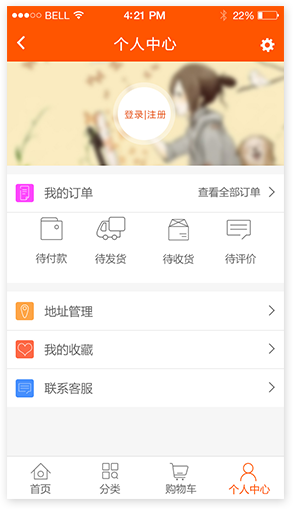 BELL 4:21 PM 22%
个人中心
登录|注册
我的订单 查看全部订单
待付款 待发货 待收货 待评价
地址管理
我的收藏
联系客服
首页 分类 购物车 个人中心